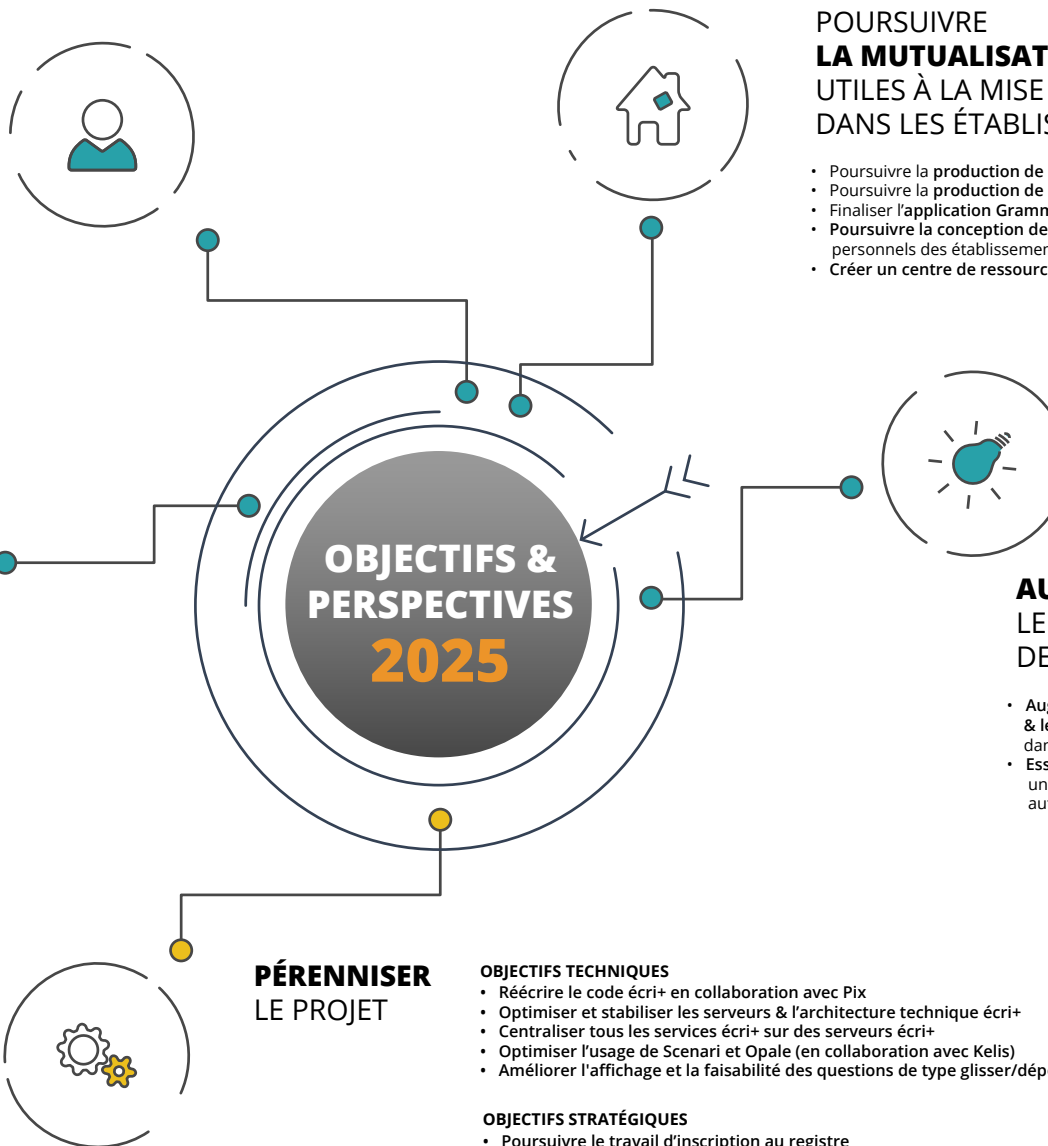 POURSUIVRE
LA MUTUALISAT
UTILES À LA MISE
DANS LES ÉTABLIS
• Poursuivre la production de
• Poursuivre la production de
• Finaliser l'application Gramm
• Poursuivre la conception de
personnels des établissemen
• Créer un centre de ressourc
OBJECTIFS &
PERSPECTIVES
2025
AU
LE
DE
• Aug
& le
dan
• Ess
un
aut
PÉRENNISER
LE PROJET
OBJECTIFS TECHNIQUES
• Réécrire le code écri+ en collaboration avec Pix
• Optimiser et stabiliser les serveurs & l'architecture technique écri+
• Centraliser tous les services écri+ sur des serveurs écri+
• Optimiser l'usage de Scenari et Opale (en collaboration avec Kelis)
• Améliorer l'affichage et la faisabilité des questions de type glisser/dép
OBJECTIFS STRATÉGIQUES
• Poursuivre le travail d'inscription au registre